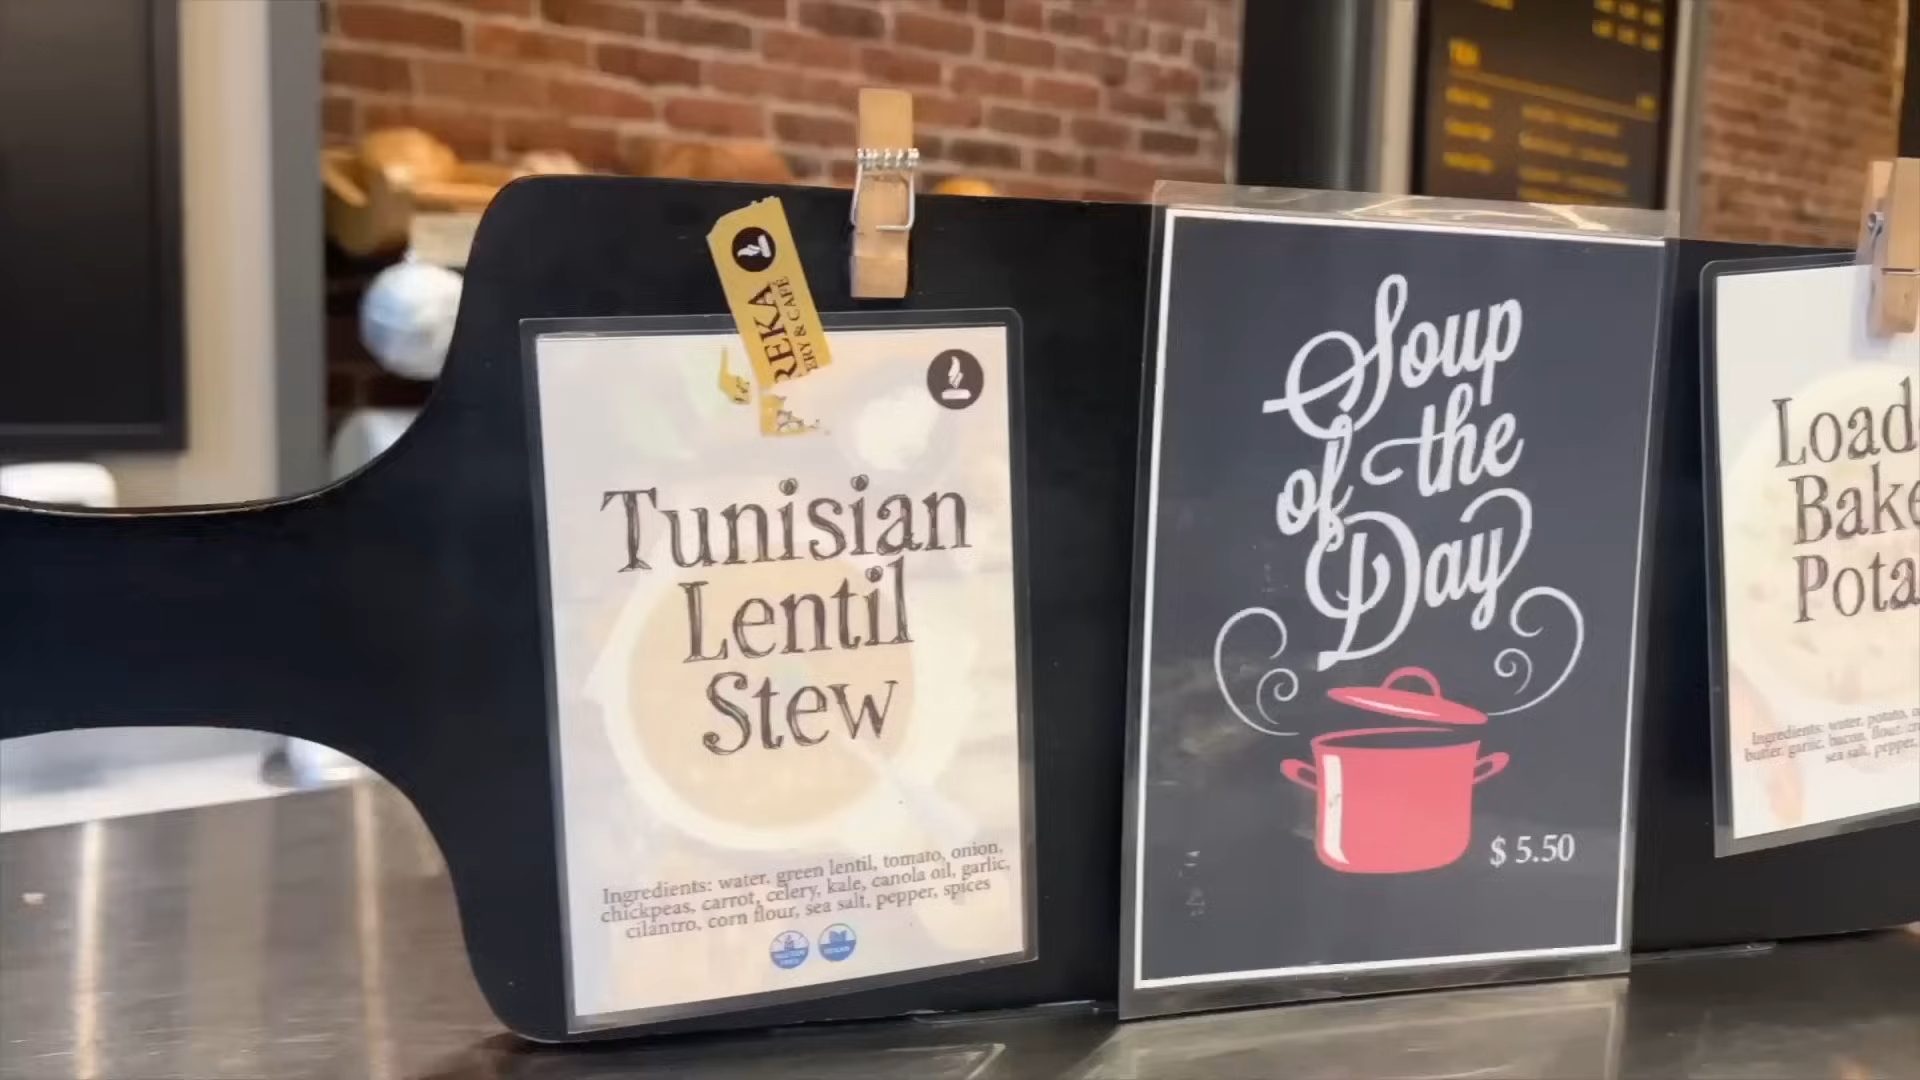 REKA
ERY & CAFÉ
Tunisian
Lentil
Stew
Ingredients: water, green lentil, tomato, onion,
chickpeas, carrot, celery, kale, canola oil, garlic,
cilantro, corn flour, sea salt, pepper, spices
Soup
of the
Day
$ 5.50
Load
Bake
Pota
Ingredients: water, potato, o
butter, garlic, bacon, flour, cr
sea salt, pepper,